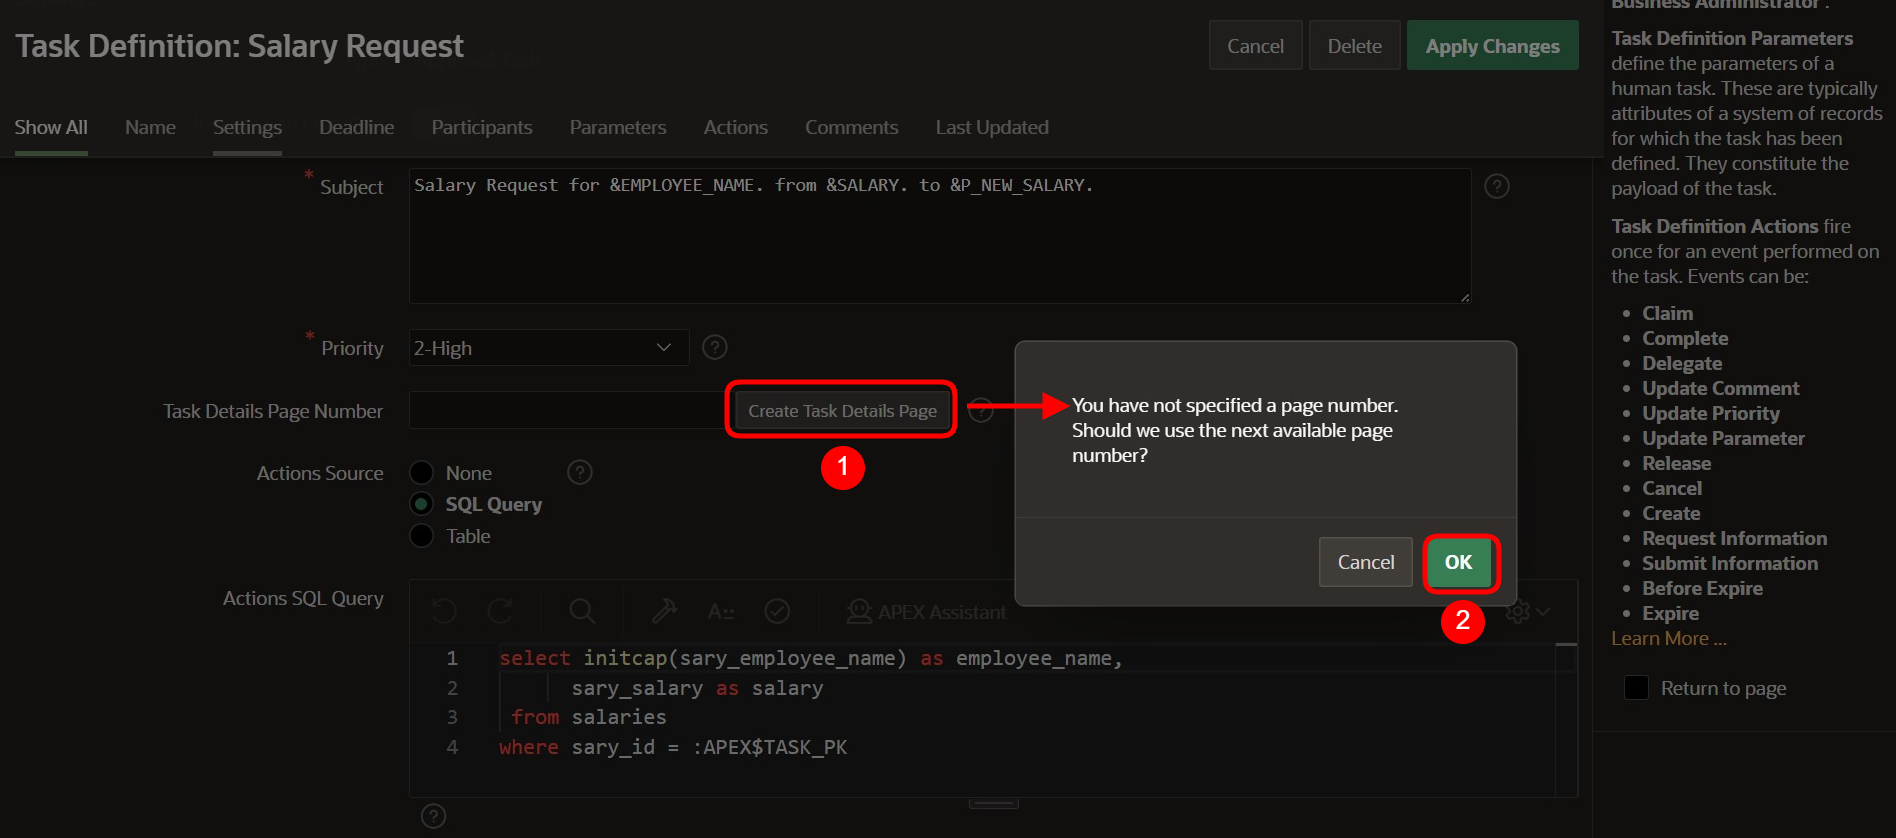 Business Administrator .
Task Definition: Salary Request
Cancel
Delete
Apply Changes
Show All
Name
Settings
Deadline
Participants
Parameters
Actions
Comments
Last Updated
* Subject
Salary Request for &EMPLOYEE_NAME. from &SALARY. to &P_NEW_SALARY.
?
* Priority
2-High
?
Task Details Page Number
Create Task Details Page
?
1
Actions Source
None
?
SQL Query
Table
You have not specified a page number.
Should we use the next available page
number?
Cancel
OK
2
Actions SQL Query
APEX Assistant
1 select initcap(sary_employee_name) as employee_name,
2 sary_salary as salary
3 from salaries
4 where sary_id = :APEX$TASK_PK
?
Task Definition Parameters
define the parameters of a
human task. These are typically
attributes of a system of records
for which the task has been
defined. They constitute the
payload of the task.
Task Definition Actions fire
once for an event performed on
the task. Events can be:
• Claim
• Complete
• Delegate
• Update Comment
• Update Priority
• Update Parameter
• Release
• Cancel
• Create
• Request Information
• Submit Information
• Before Expire
• Expire
Learn More ...
Return to page